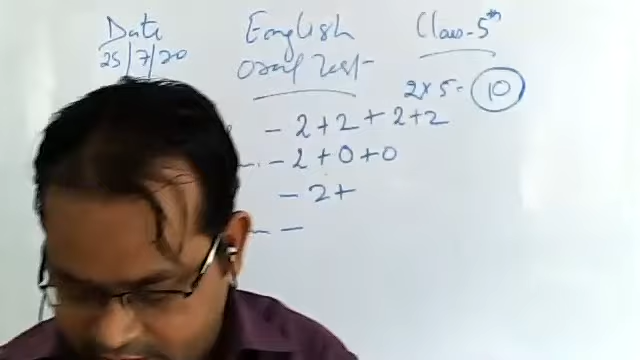 Date English Class-5th
25/7/20 Oral Test
2x5= 10
- 2+2+2+2
- 2+0+0
- 2+
-